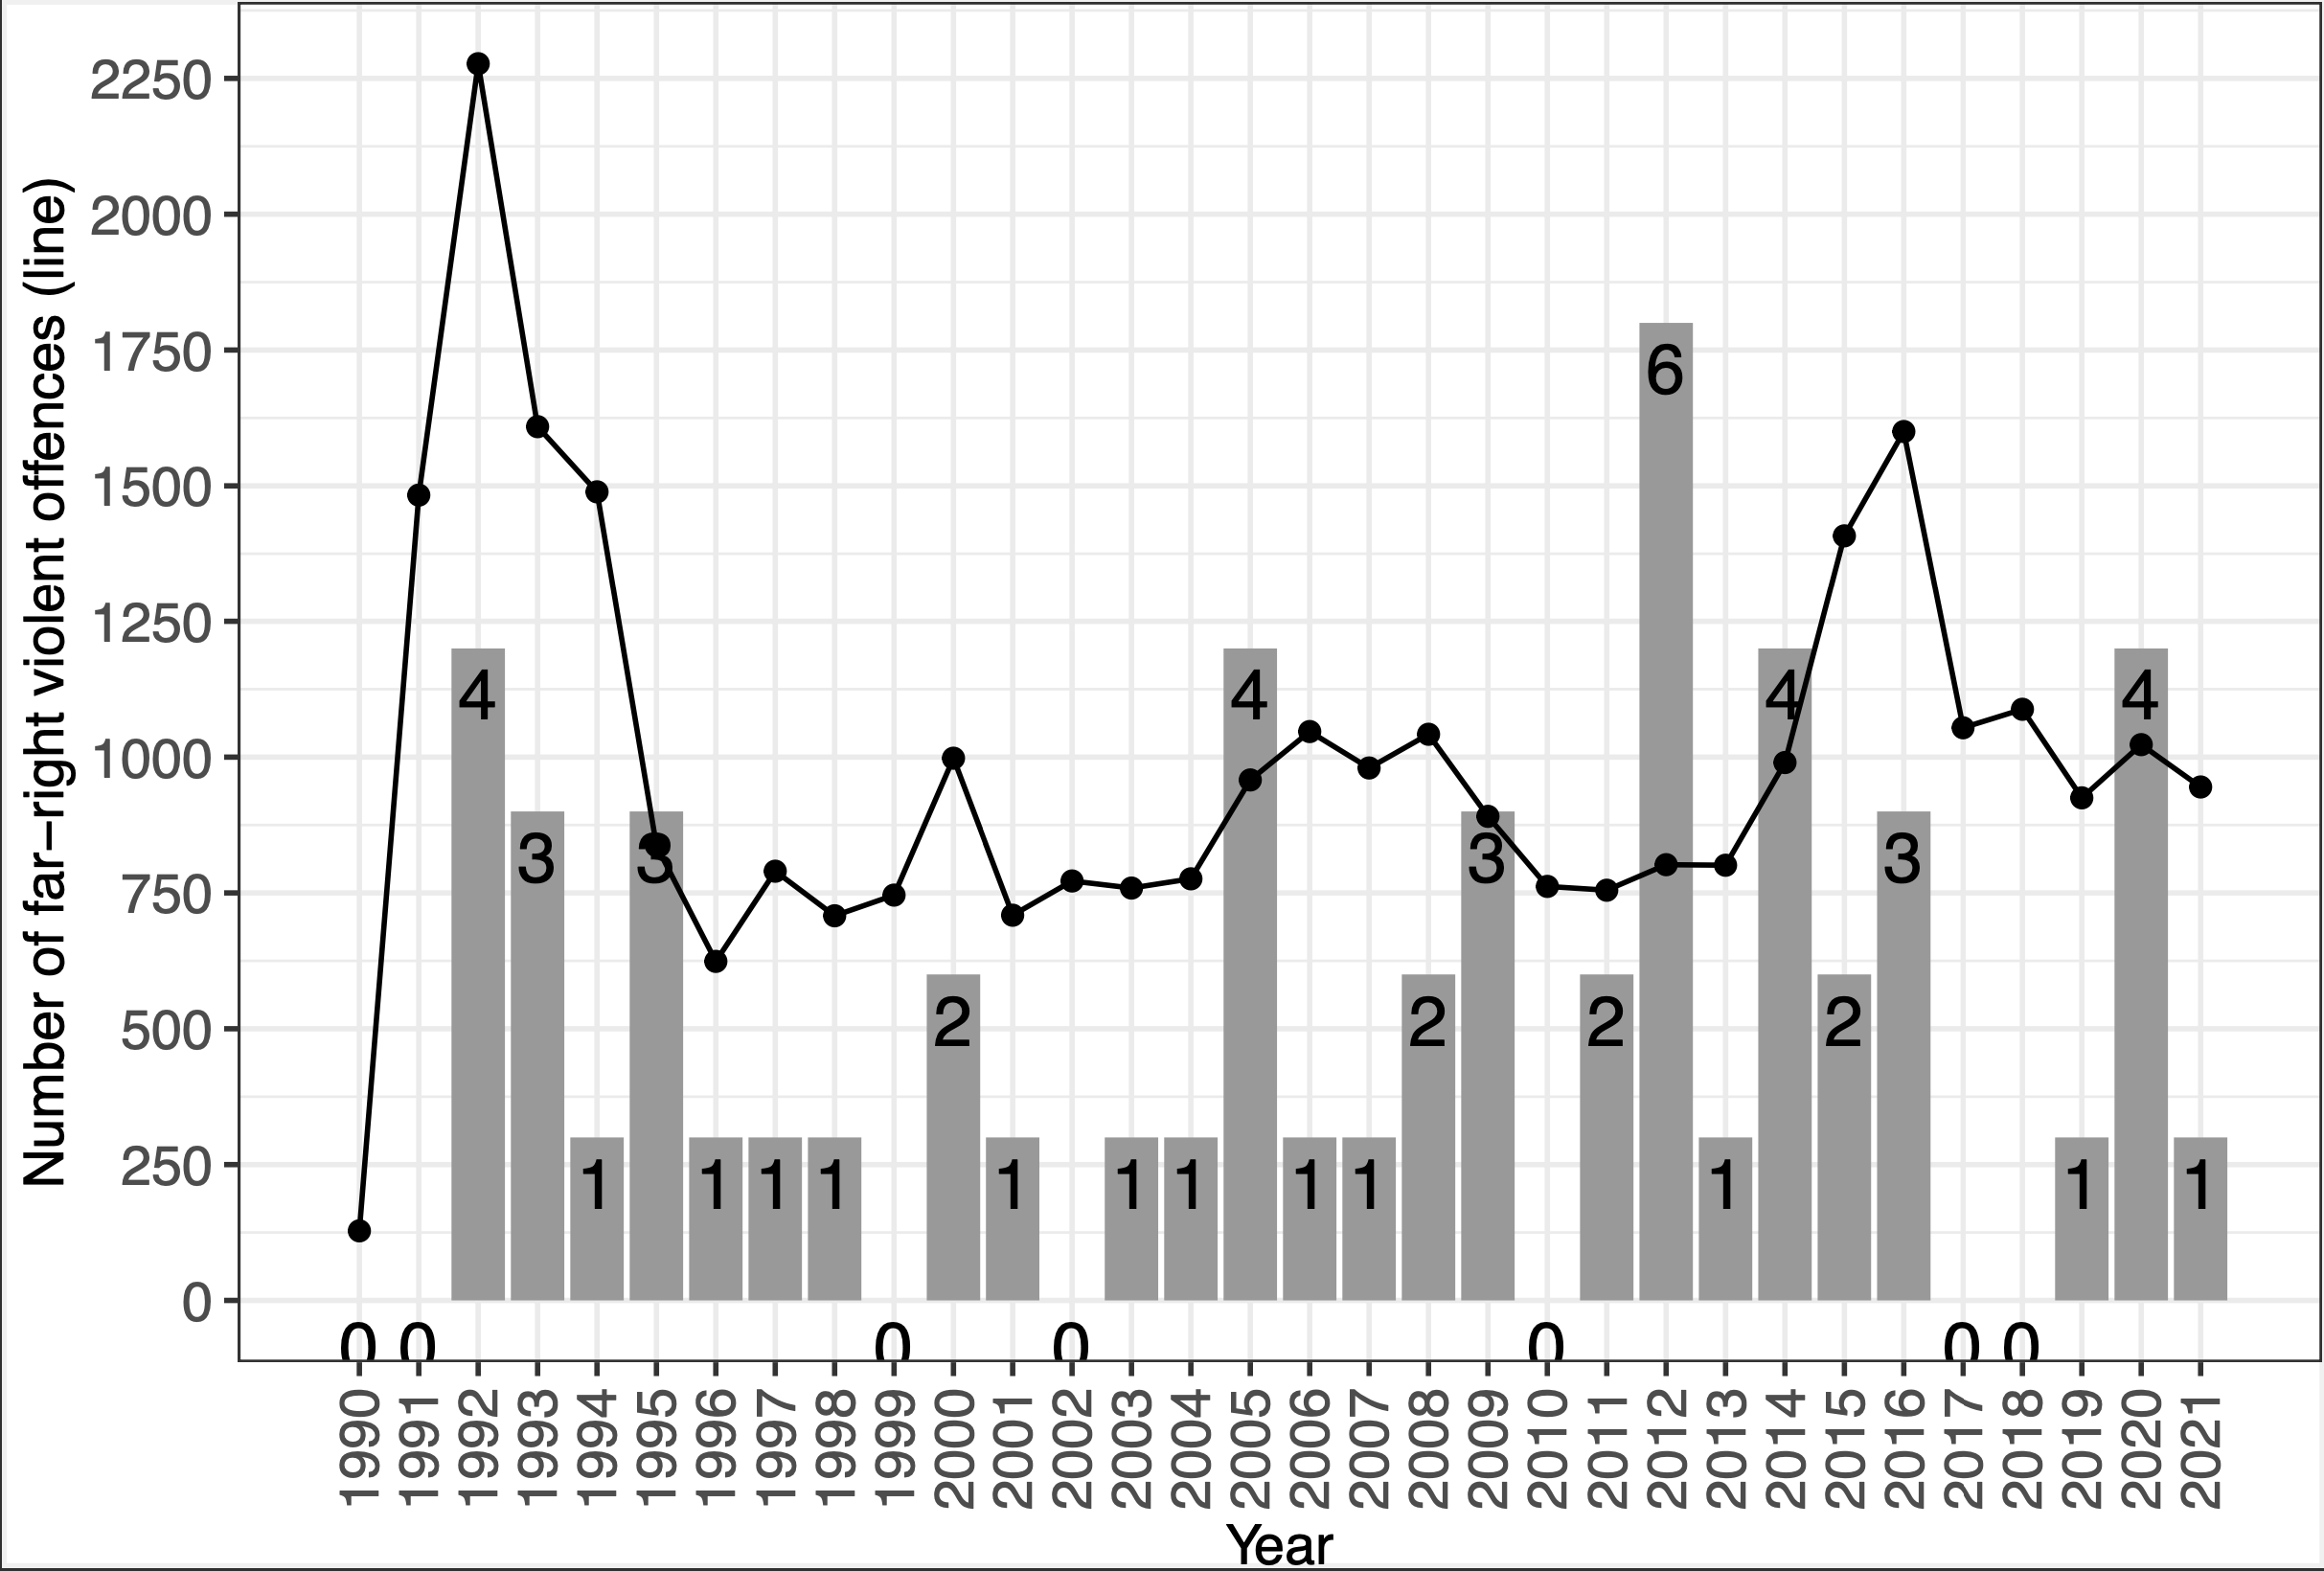 Number of far−right violent offences (line)
2250
2000
1750
1500
1250
1000
750
500
250
0
6
4 4 4 4
3 3 3 3
2 2 2 2
1 1 1 1 1 1 1 1 1 1 1 1
0 0 0 0 0 0 0
1990 1991 1992 1993 1994 1995 1996 1997 1998 1999 2000 2001 2002 2003 2004 2005 2006 2007 2008 2009 2010 2011 2012 2013 2014 2015 2016 2017 2018 2019 2020 2021
Year